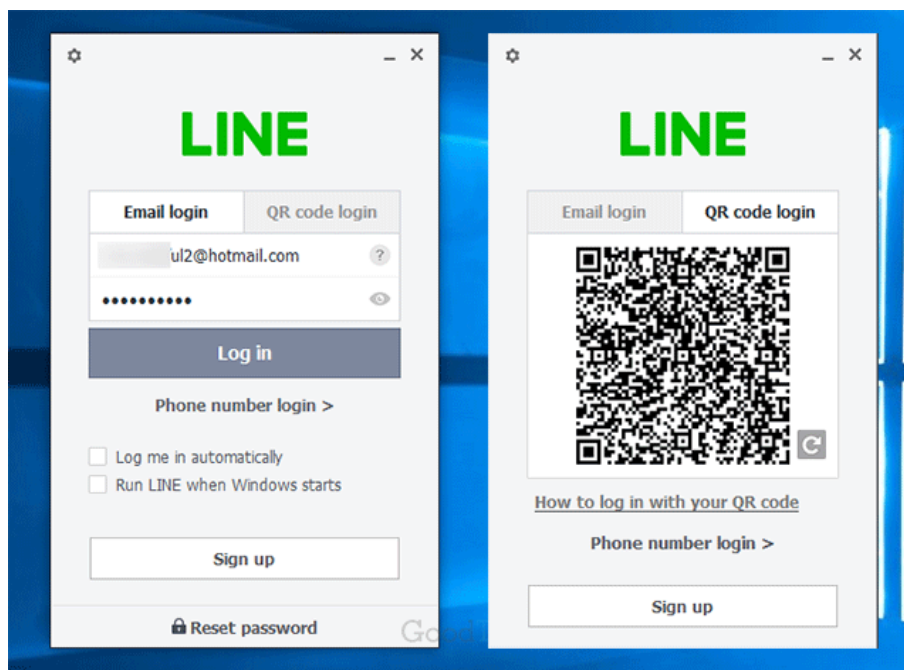 LINE
Email login
QR code login
ul2@hotmail.com
?
••••••••••
Log in
Phone number login >
Log me in automatically
Run LINE when Windows starts
Sign up
Reset password
LINE
Email login
QR code login
How to log in with your QR code
Phone number login >
Sign up